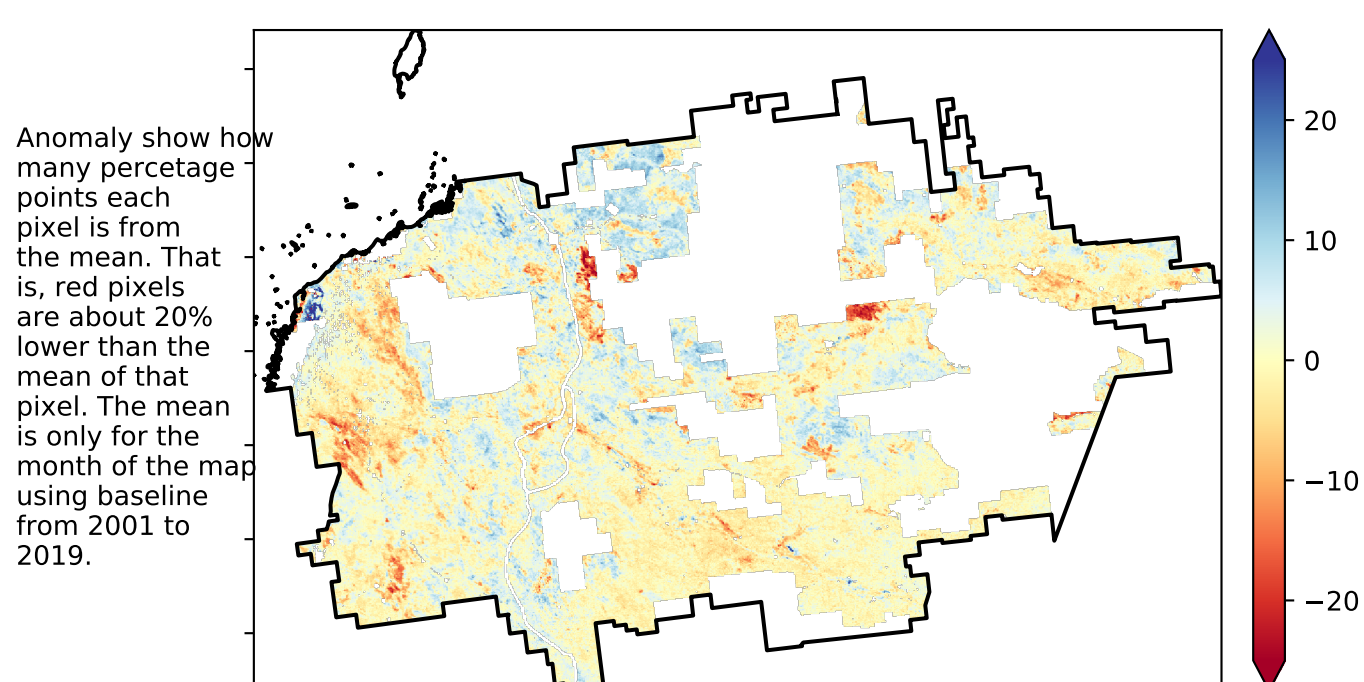 Anomaly show how
many percetage
points each
pixel is from
the mean. That
is, red pixels
are about 20%
lower than the
mean of that
pixel. The mean
is only for the
month of the map
using baseline
from 2001 to
2019.
20
10
0
−10
−20